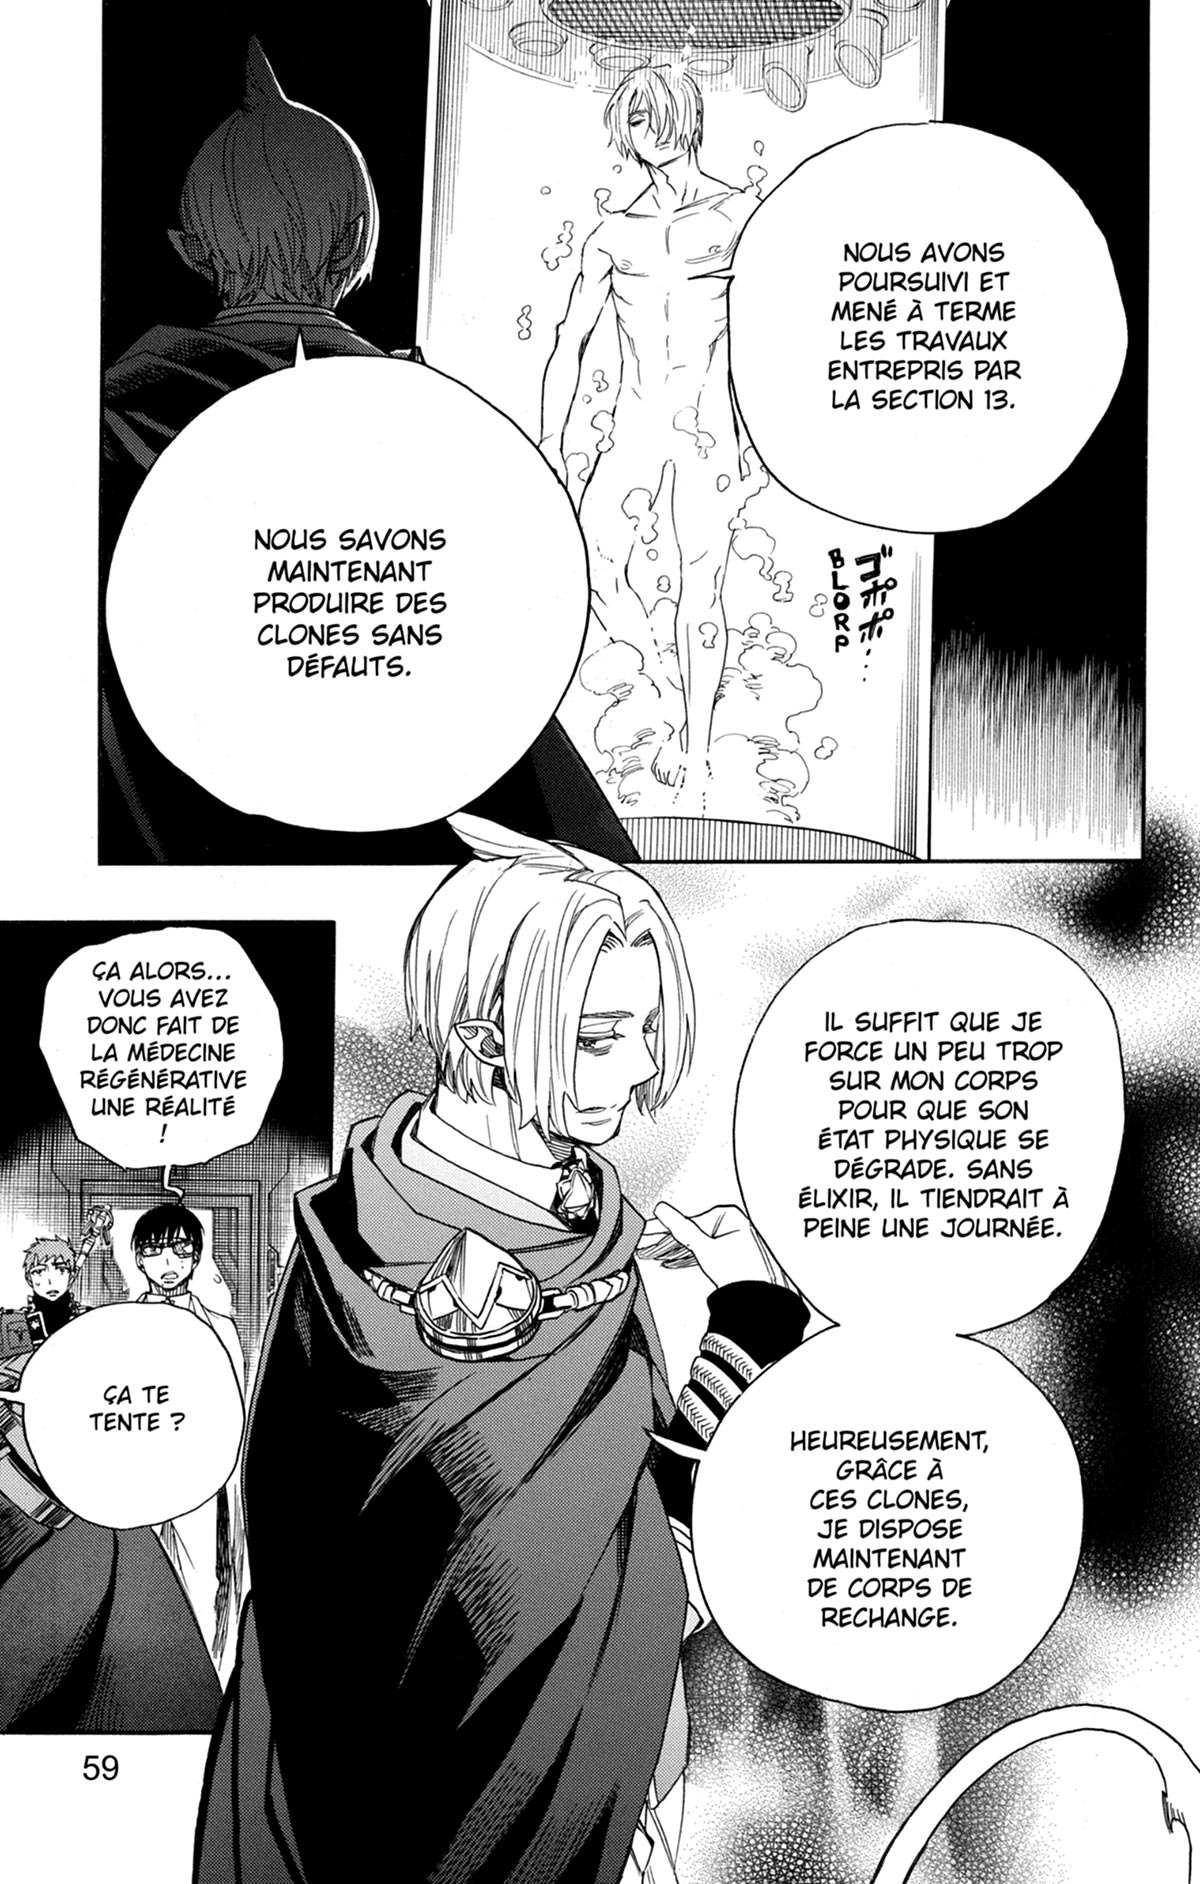 NOUS AVONS
POURSUIVI ET
MENÉ À TERME
LES TRAVAUX
ENTREPRIS PAR
LA SECTION 13.
ゴポポポ…
BLORP
NOUS SAVONS
MAINTENANT
PRODUIRE DES
CLONES SANS
DÉFAUTS.
IL SUFFIT QUE JE
FORCE UN PEU TROP
SUR MON CORPS
POUR QUE SON
ÉTAT PHYSIQUE SE
DÉGRADE. SANS
ÉLIXIR, IL TIENDRAIT À
PEINE UNE JOURNÉE.
HEUREUSEMENT,
GRÂCE À
CES CLONES,
JE DISPOSE
MAINTENANT
DE CORPS DE
RECHANGE.
ÇA ALORS...
VOUS AVEZ
DONC FAIT DE
LA MÉDECINE
RÉGÉNÉRATIVE
UNE RÉALITÉ
!
ÇA TE
TENTE ?
59